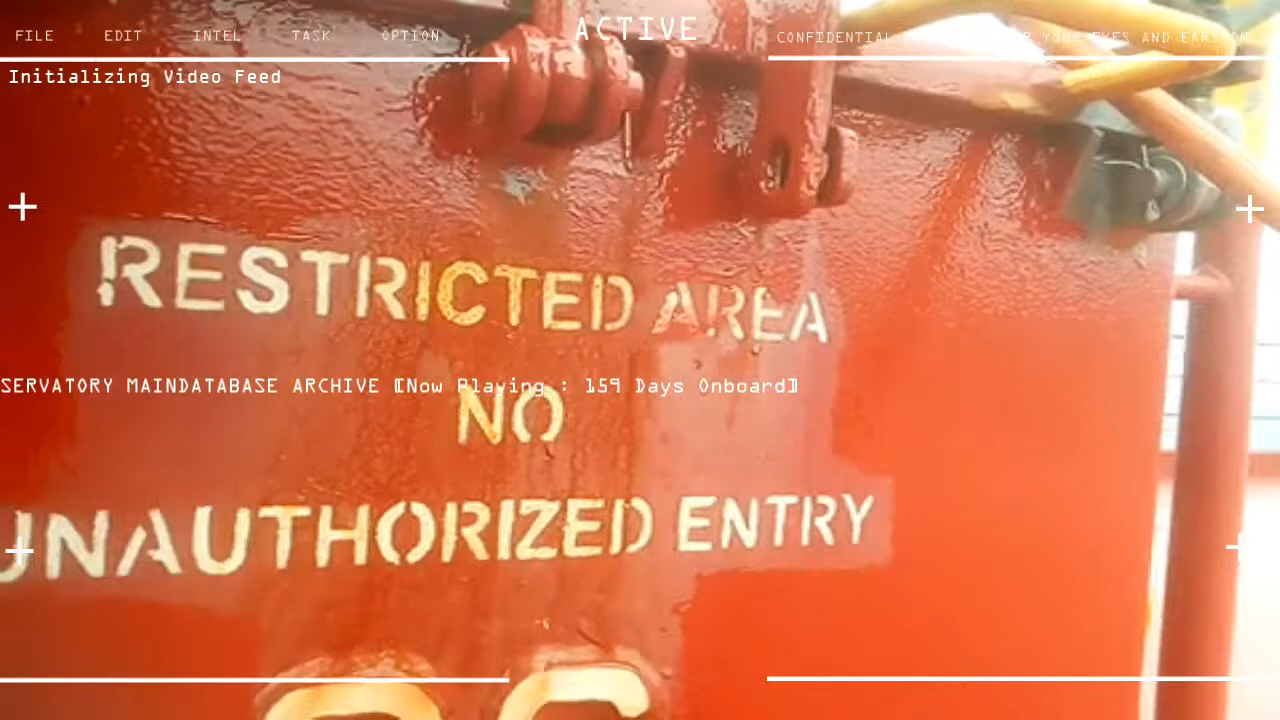 FILE EDIT INTEL TASK OPTION
ACTIVE
CONFIDENTIAL YOUR EYES AND EARS ON
Initializing Video Feed
RESTRICTED AREA
SERVATORY MAINDATABASE ARCHIVE 【Now Playing : 159 Days Onboard】
NO
UNAUTHORIZED ENTRY